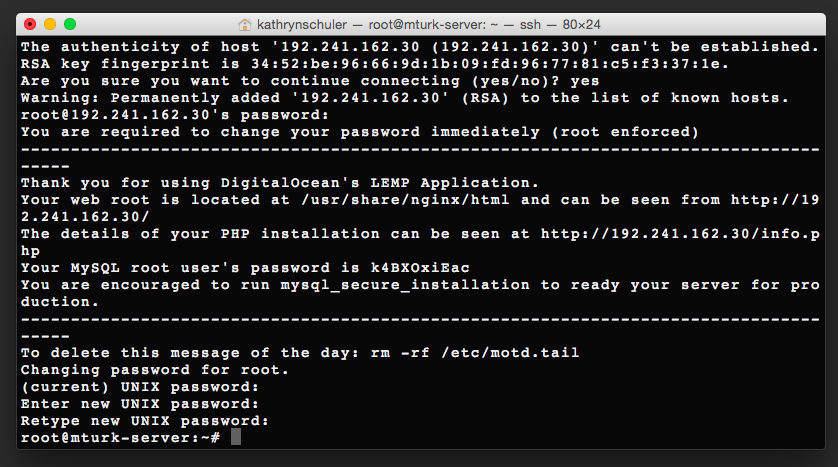 kathrynschuler — root@mturk-server: ~ — ssh — 80×24
The authenticity of host '192.241.162.30 (192.241.162.30)' can't be established.
RSA key fingerprint is 34:52:be:96:66:9d:1b:09:fd:96:77:81:c5:f3:37:1e.
Are you sure you want to continue connecting (yes/no)? yes
Warning: Permanently added '192.241.162.30' (RSA) to the list of known hosts.
root@192.241.162.30's password:
You are required to change your password immediately (root enforced)
--------------------------------------------------------------------------------
-----
Thank you for using DigitalOcean's LEMP Application.
Your web root is located at /usr/share/nginx/html and can be seen from http://19
2.241.162.30/
The details of your PHP installation can be seen at http://192.241.162.30/info.p
hp
Your MySQL root user's password is k4BXOxiEac
You are encouraged to run mysql_secure_installation to ready your server for pro
duction.
--------------------------------------------------------------------------------
-----
To delete this message of the day: rm -rf /etc/motd.tail
Changing password for root.
(current) UNIX password:
Enter new UNIX password:
Retype new UNIX password:
root@mturk-server:~#